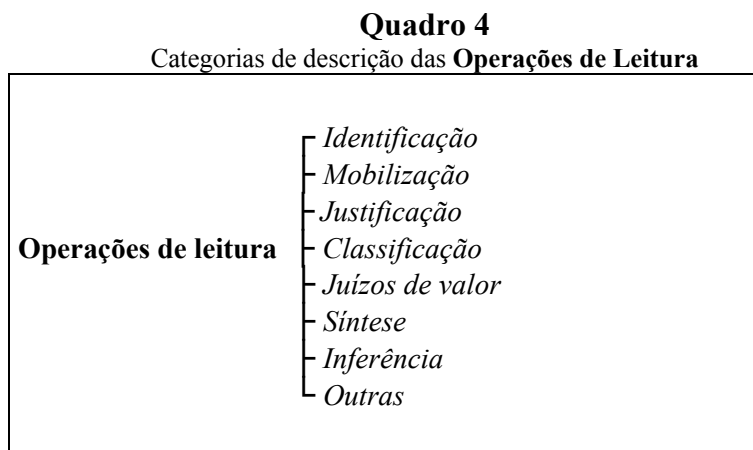 Quadro 4
Categorias de descrição das Operações de Leitura
Identificação
Mobilização
Justificação
Operações de leitura Classificação
Juízos de valor
Síntese
Inferência
Outras